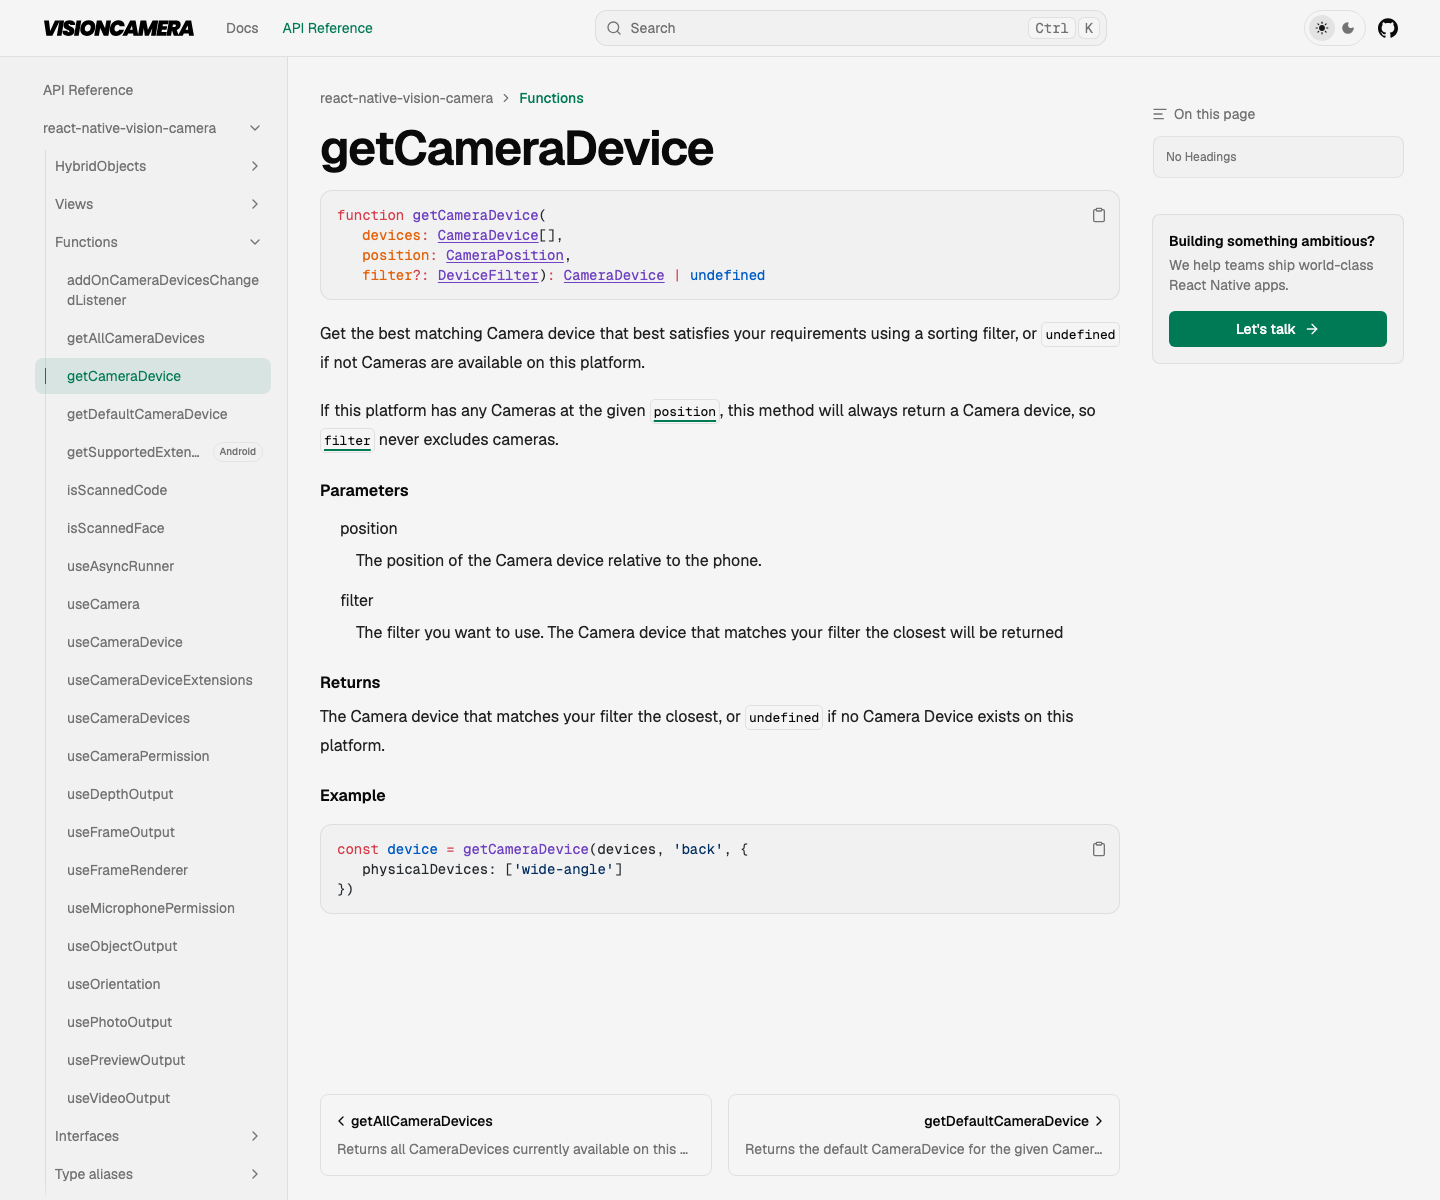 VISIONCAMERA
Docs
API Reference
Search
Ctrl K
API Reference
react-native-vision-camera
HybridObjects
Views
Functions
addOnCameraDevicesChange
dListener
getAllCameraDevices
getCameraDevice
getDefaultCameraDevice
getSupportedExten... Android
isScannedCode
isScannedFace
useAsyncRunner
useCamera
useCameraDevice
useCameraDeviceExtensions
useCameraDevices
useCameraPermission
useDepthOutput
useFrameOutput
useFrameRenderer
useMicrophonePermission
useObjectOutput
useOrientation
usePhotoOutput
usePreviewOutput
useVideoOutput
Interfaces
Type aliases
react-native-vision-camera > Functions
getCameraDevice
function getCameraDevice(
devices: CameraDevice[],
position: CameraPosition,
filter?: DeviceFilter): CameraDevice | undefined
Get the best matching Camera device that best satisfies your requirements using a sorting filter, or undefined
if not Cameras are available on this platform.
If this platform has any Cameras at the given position, this method will always return a Camera device, so
filter never excludes cameras.
Parameters
position
The position of the Camera device relative to the phone.
filter
The filter you want to use. The Camera device that matches your filter the closest will be returned
Returns
The Camera device that matches your filter the closest, or undefined if no Camera Device exists on this
platform.
Example
const device = getCameraDevice(devices, 'back', {
physicalDevices: ['wide-angle']
})
getAllCameraDevices
Returns all CameraDevices currently available on this ...
getDefaultCameraDevice
Returns the default CameraDevice for the given Camer...
On this page
No Headings
Building something ambitious?
We help teams ship world-class
React Native apps.
Let's talk